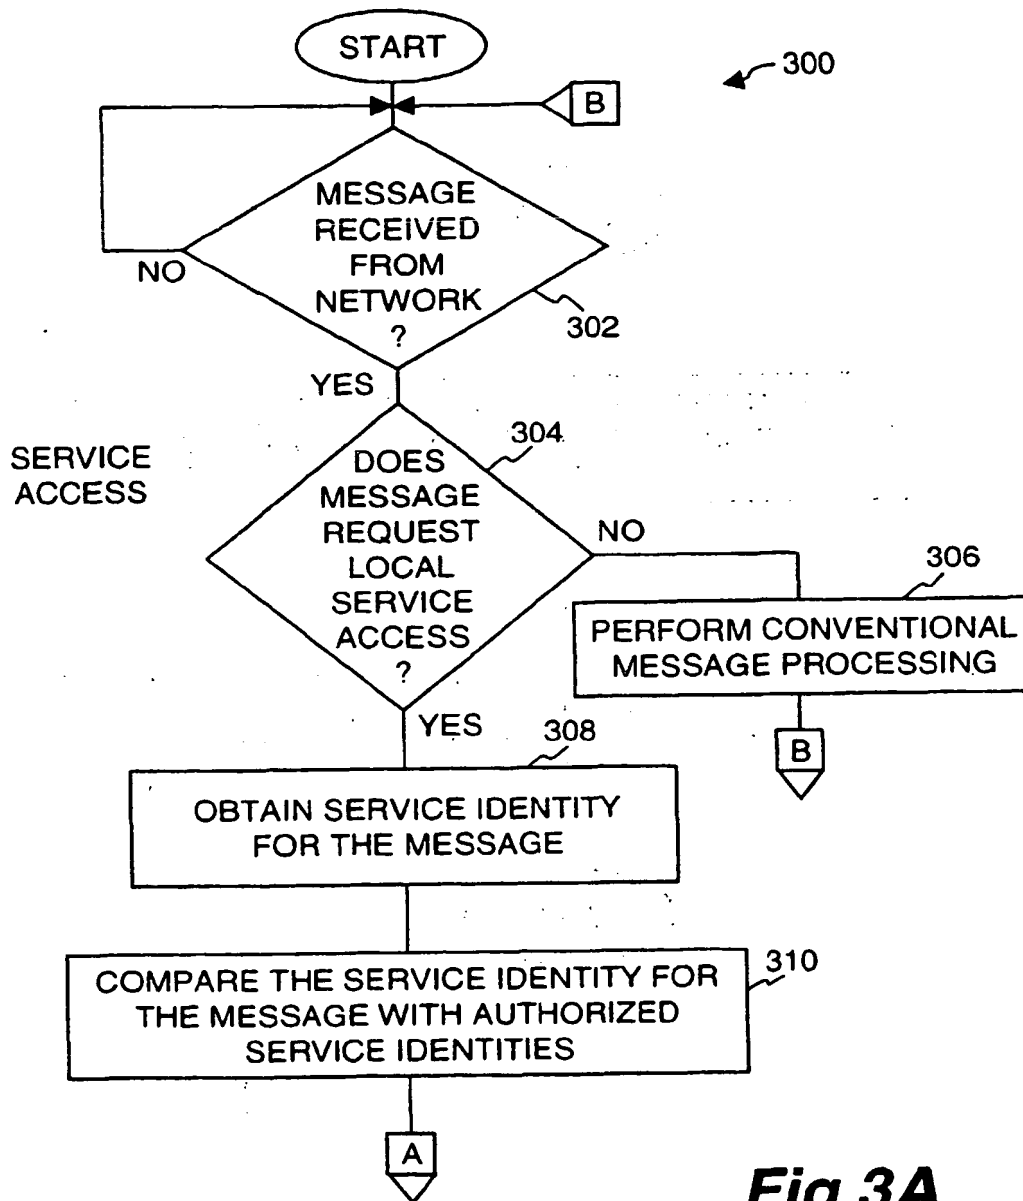 START
300
B
MESSAGE
RECEIVED
FROM
NETWORK
?
NO
302
YES
SERVICE
ACCESS
304
DOES
MESSAGE
REQUEST
LOCAL
SERVICE
ACCESS
?
NO
306
PERFORM CONVENTIONAL
MESSAGE PROCESSING
B
YES
308
OBTAIN SERVICE IDENTITY
FOR THE MESSAGE
310
COMPARE THE SERVICE IDENTITY FOR
THE MESSAGE WITH AUTHORIZED
SERVICE IDENTITIES
A
Fig 3A